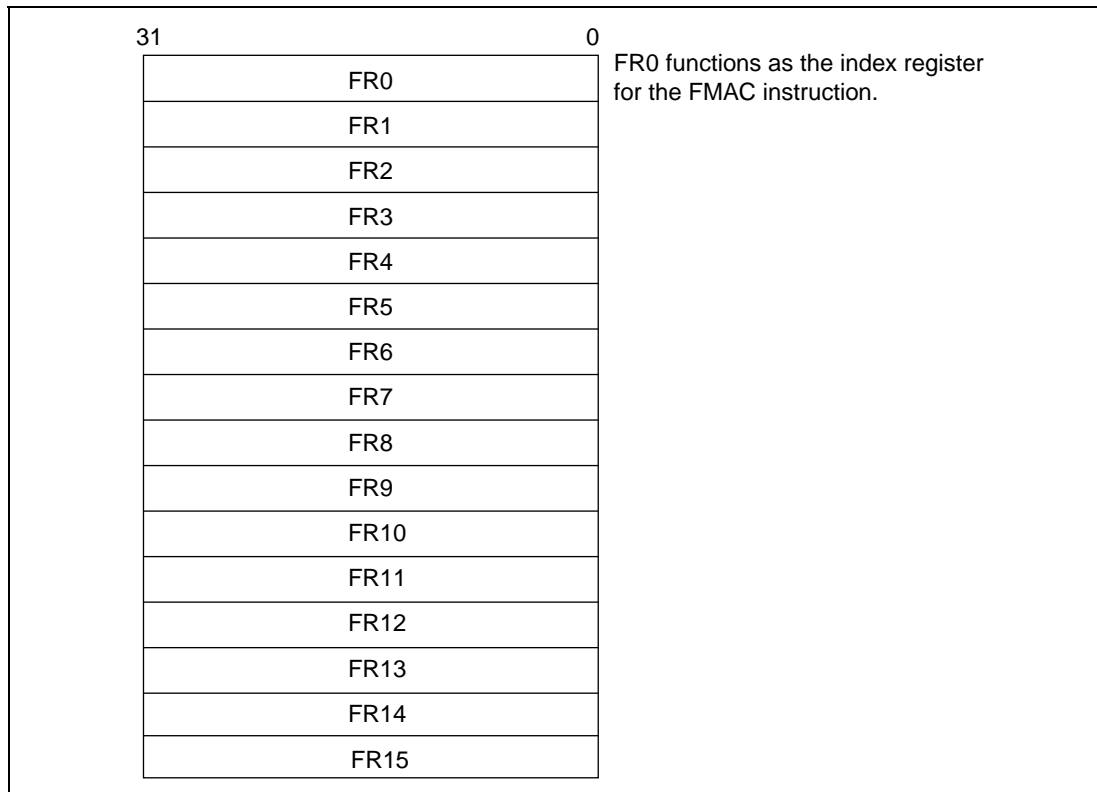 31 0
FR0 functions as the index register
for the FMAC instruction.
FR0
FR1
FR2
FR3
FR4
FR5
FR6
FR7
FR8
FR9
FR10
FR11
FR12
FR13
FR14
FR15